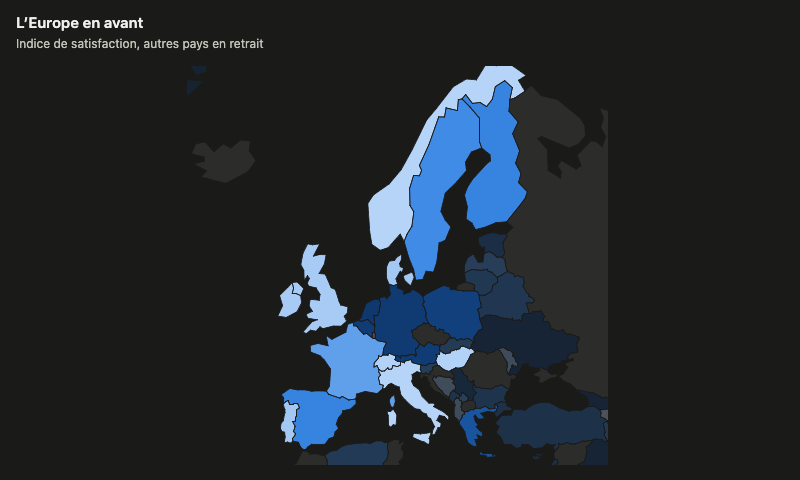 L’Europe en avant
Indice de satisfaction, autres pays en retrait